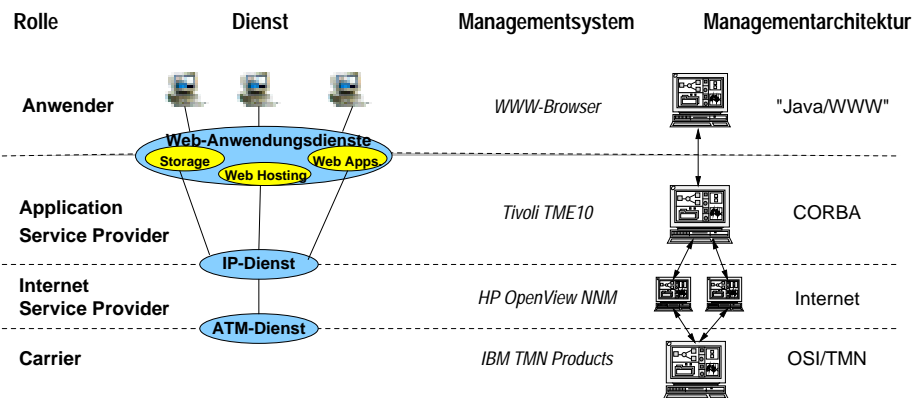 Rolle Dienst Managementsystem Managementarchitektur
Anwender WWW-Browser "Java/WWW"
Web-Anwendungsdienste
Storage Web Hosting Web Apps.
Application
Service Provider Tivoli TME10 CORBA
IP-Dienst
Internet
Service Provider HP OpenView NNM Internet
ATM-Dienst
Carrier IBM TMN Products OSI/TMN